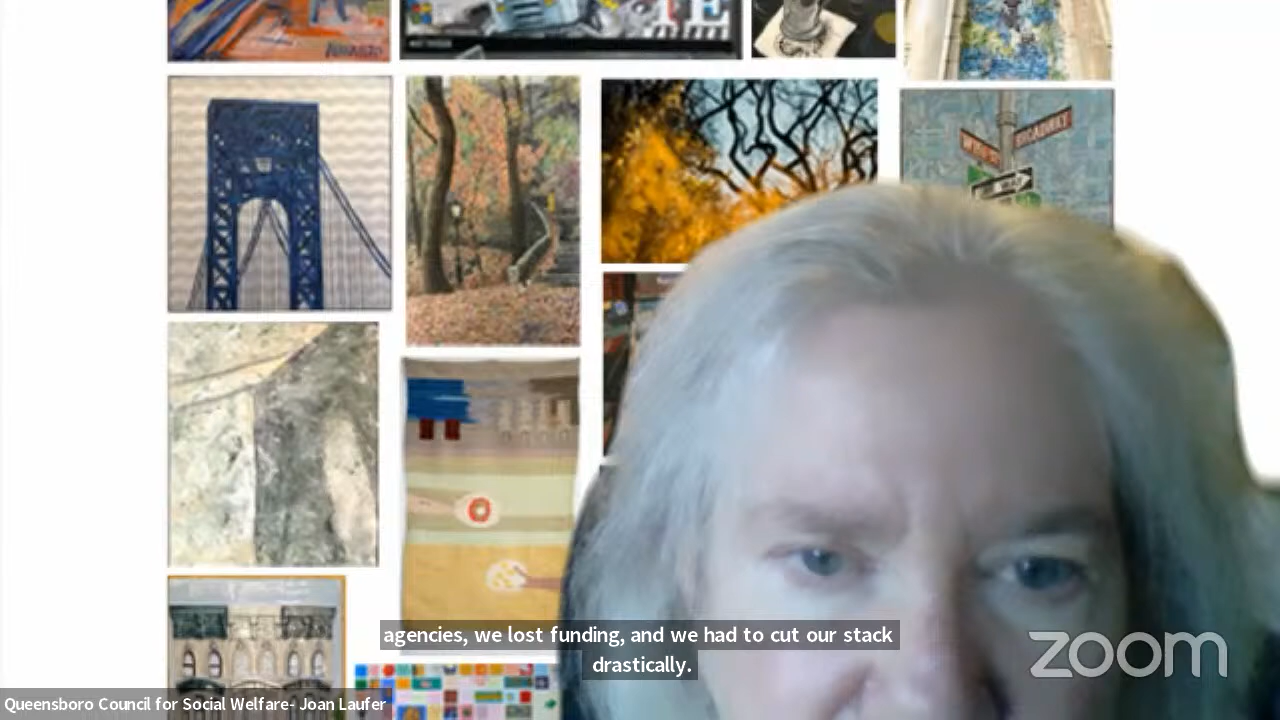 BROADWAY
agencies, we lost funding, and we had to cut our stack
drastically.
zoom
Queensboro Council for Social Welfare- Joan Laufer